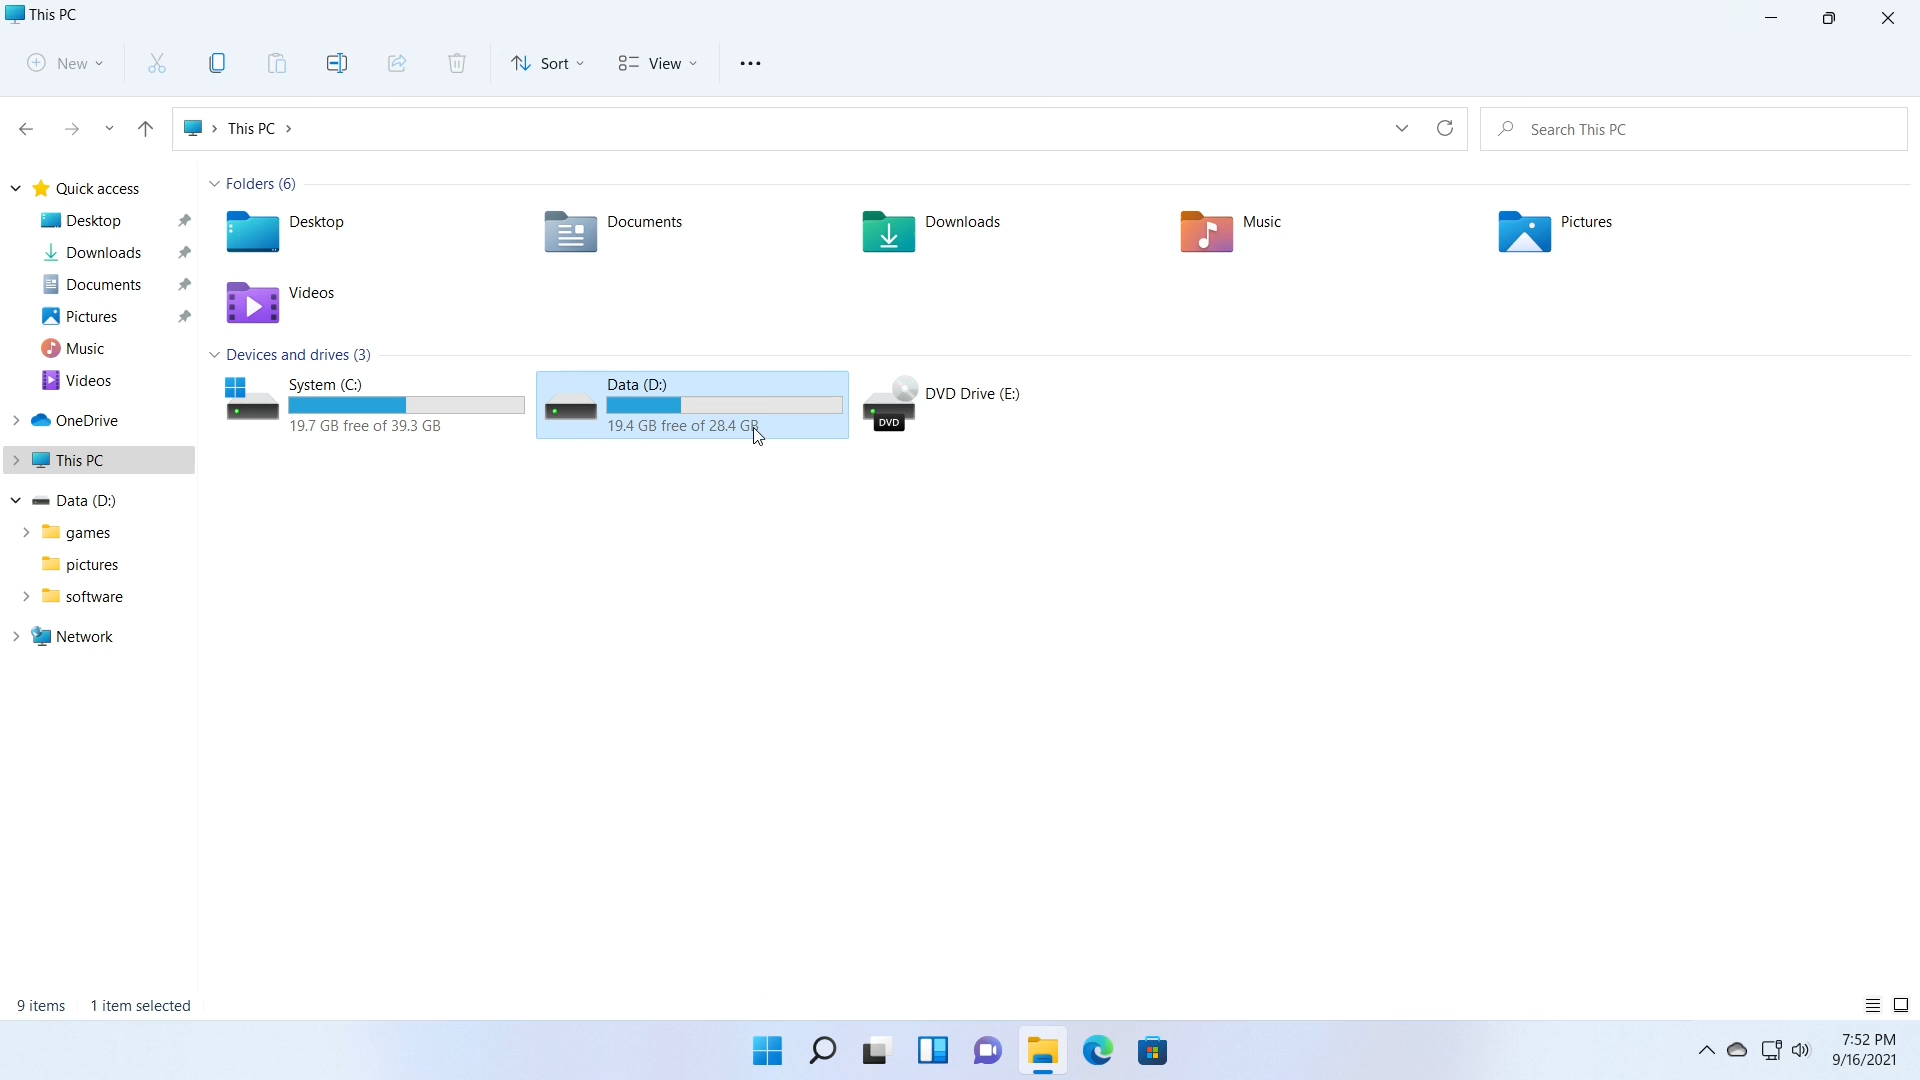 This PC
New
Sort
View
This PC
Search This PC
Quick access
Desktop
Downloads
Documents
Pictures
Music
Videos
OneDrive
This PC
Data (D:)
games
pictures
software
Network
Folders (6)
Desktop
Documents
Downloads
Music
Pictures
Videos
Devices and drives (3)
System (C:)
19.7 GB free of 39.3 GB
Data (D:)
19.4 GB free of 28.4 GB
DVD Drive (E:)
DVD
9 items 1 item selected
7:52 PM
9/16/2021